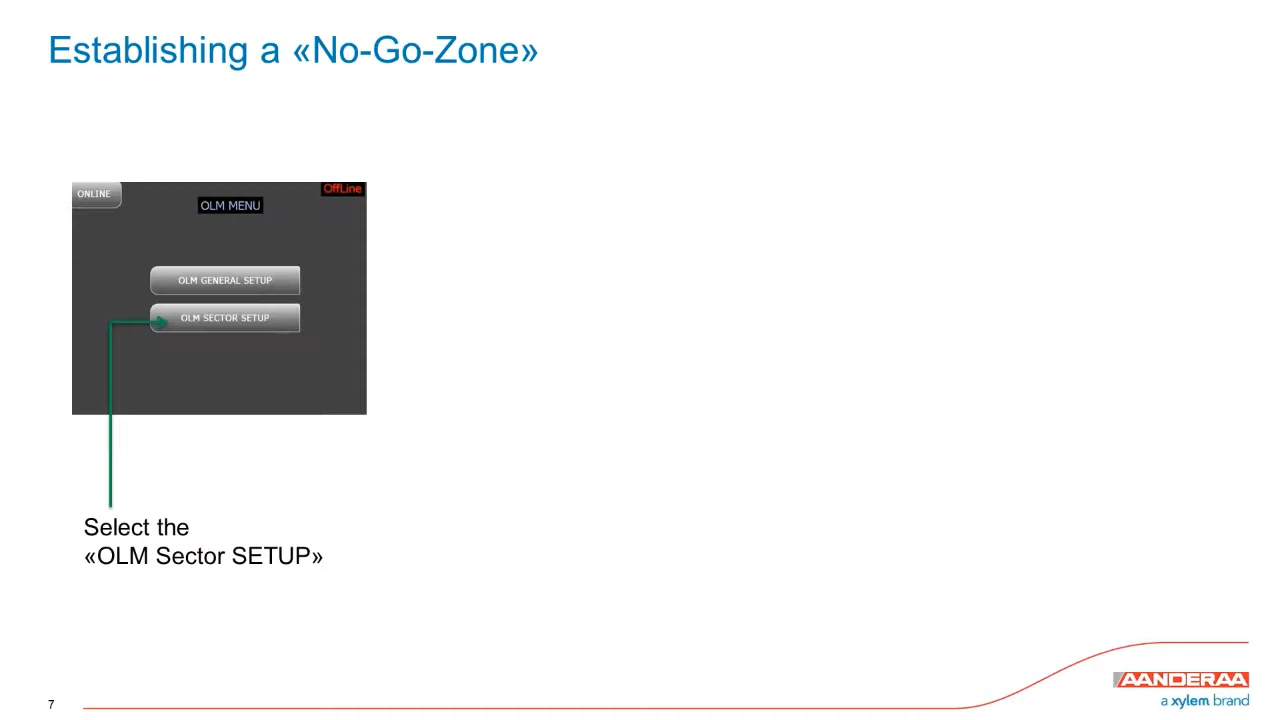 Establishing a «No-Go-Zone»
ONLINE
OffLine
OLM MENU
OLM GENERAL SETUP
OLM SECTOR SETUP
Select the
«OLM Sector SETUP»
7
AANDERAA
a xylem brand